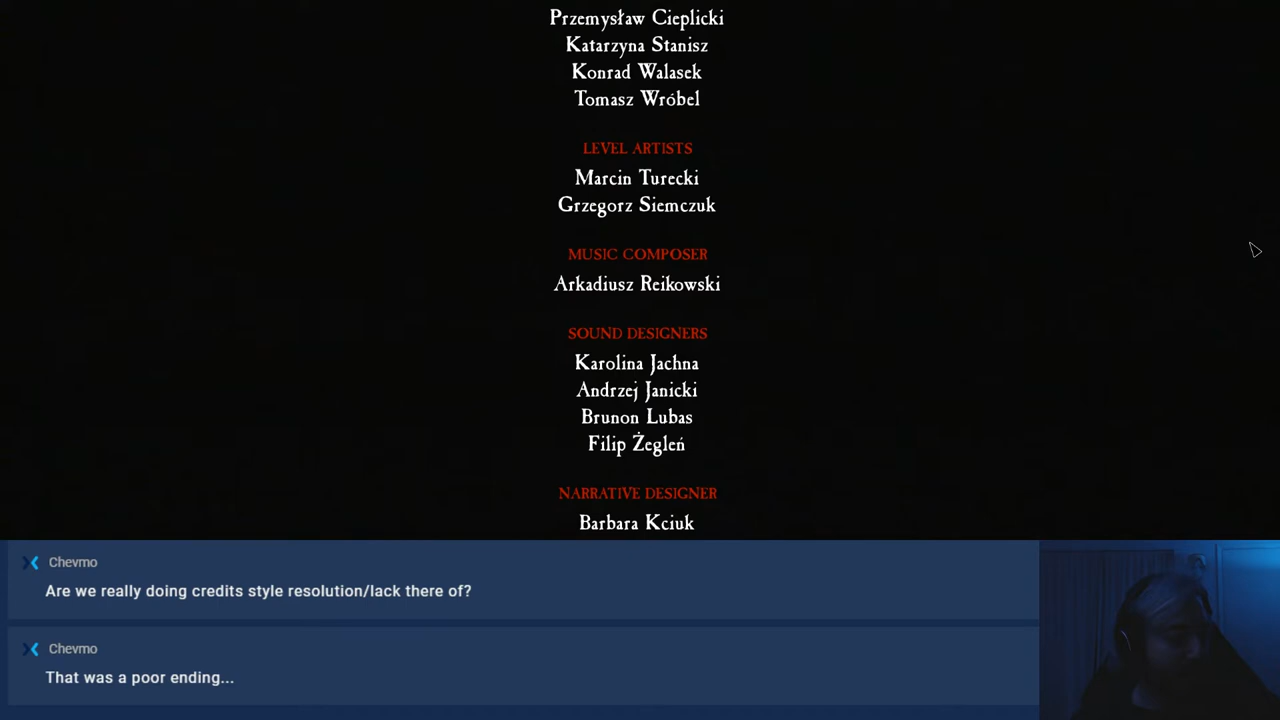 Przemysław Cieplicki
Katarzyna Stanisz
Konrad Walasek
Tomasz Wróbel
LEVEL ARTISTS
Marcin Turecki
Grzegorz Siemczuk
MUSIC COMPOSER
Arkadiusz Reikowski
SOUND DESIGNERS
Karolina Jachna
Andrzej Janicki
Brunon Lubas
Filip Żegleń
NARRATIVE DESIGNER
Barbara Kciuk
Chevmo
Are we really doing credits style resolution/lack there of?
Chevmo
That was a poor ending...